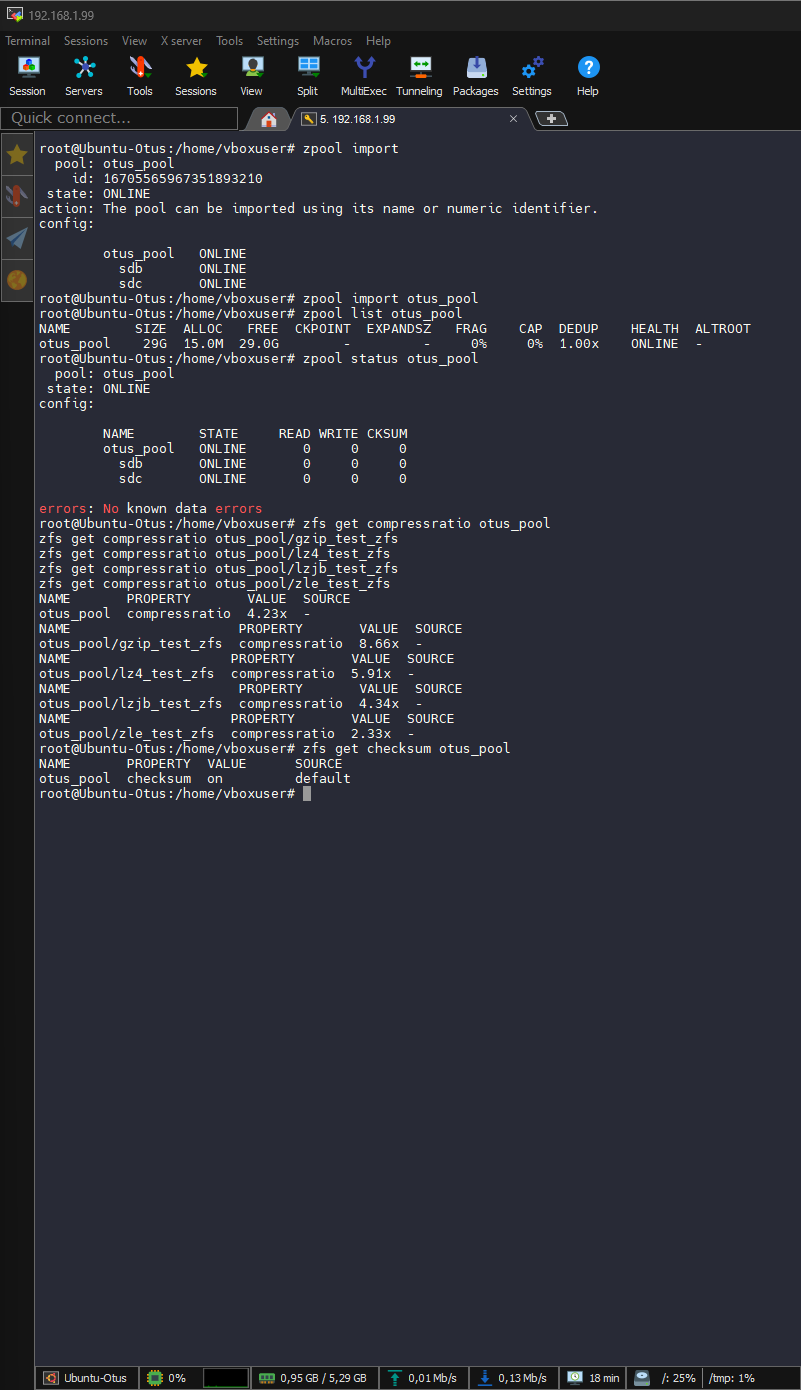 192.168.1.99
Terminal Sessions View X server Tools Settings Macros Help
Session Servers Tools Sessions View Split MultiExec Tunneling Packages Settings Help
Quick connect... 5. 192.168.1.99
root@Ubuntu-Otus:/home/vboxuser# zpool import
  pool: otus_pool
    id: 16705565967351893210
 state: ONLINE
action: The pool can be imported using its name or numeric identifier.
config:
        otus_pool   ONLINE
          sdb       ONLINE
          sdc       ONLINE
root@Ubuntu-Otus:/home/vboxuser# zpool import otus_pool
root@Ubuntu-Otus:/home/vboxuser# zpool list otus_pool
NAME        SIZE  ALLOC   FREE  CKPOINT  EXPANDSZ   FRAG    CAP  DEDUP    HEALTH  ALTROOT
otus_pool    29G  15.0M  29.0G        -         -     0%     0%  1.00x    ONLINE  -
root@Ubuntu-Otus:/home/vboxuser# zpool status otus_pool
  pool: otus_pool
 state: ONLINE
config:
        NAME        STATE     READ WRITE CKSUM
        otus_pool   ONLINE       0     0     0
          sdb       ONLINE       0     0     0
          sdc       ONLINE       0     0     0
errors: No known data errors
root@Ubuntu-Otus:/home/vboxuser# zfs get compressratio otus_pool
zfs get compressratio otus_pool/gzip_test_zfs
zfs get compressratio otus_pool/lz4_test_zfs
zfs get compressratio otus_pool/lzjb_test_zfs
zfs get compressratio otus_pool/zle_test_zfs
NAME       PROPERTY       VALUE  SOURCE
otus_pool  compressratio  4.23x  -
NAME                     PROPERTY       VALUE  SOURCE
otus_pool/gzip_test_zfs  compressratio  8.66x  -
NAME                    PROPERTY       VALUE  SOURCE
otus_pool/lz4_test_zfs  compressratio  5.91x  -
NAME                     PROPERTY       VALUE  SOURCE
otus_pool/lzjb_test_zfs  compressratio  4.34x  -
NAME                    PROPERTY       VALUE  SOURCE
otus_pool/zle_test_zfs  compressratio  2.33x  -
root@Ubuntu-Otus:/home/vboxuser# zfs get checksum otus_pool
NAME       PROPERTY  VALUE      SOURCE
otus_pool  checksum  on         default
root@Ubuntu-Otus:/home/vboxuser#
Ubuntu-Otus 0% 0,95 GB / 5,29 GB 0,01 Mb/s 0,13 Mb/s 18 min /: 25% /tmp: 1%